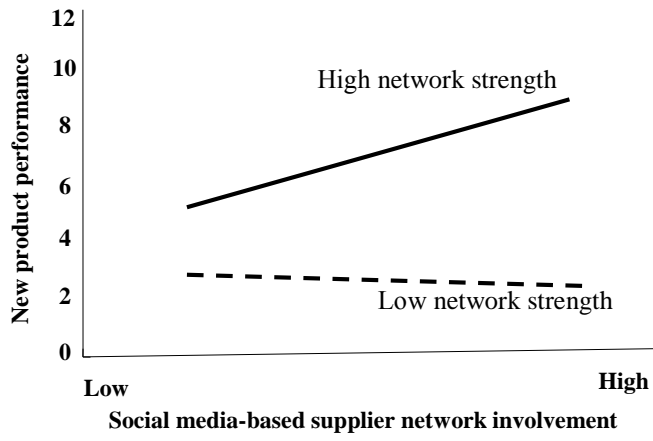 12
10
8
6
4
2
0
New product performance
High network strength
Low network strength
Low
High
Social media-based supplier network involvement